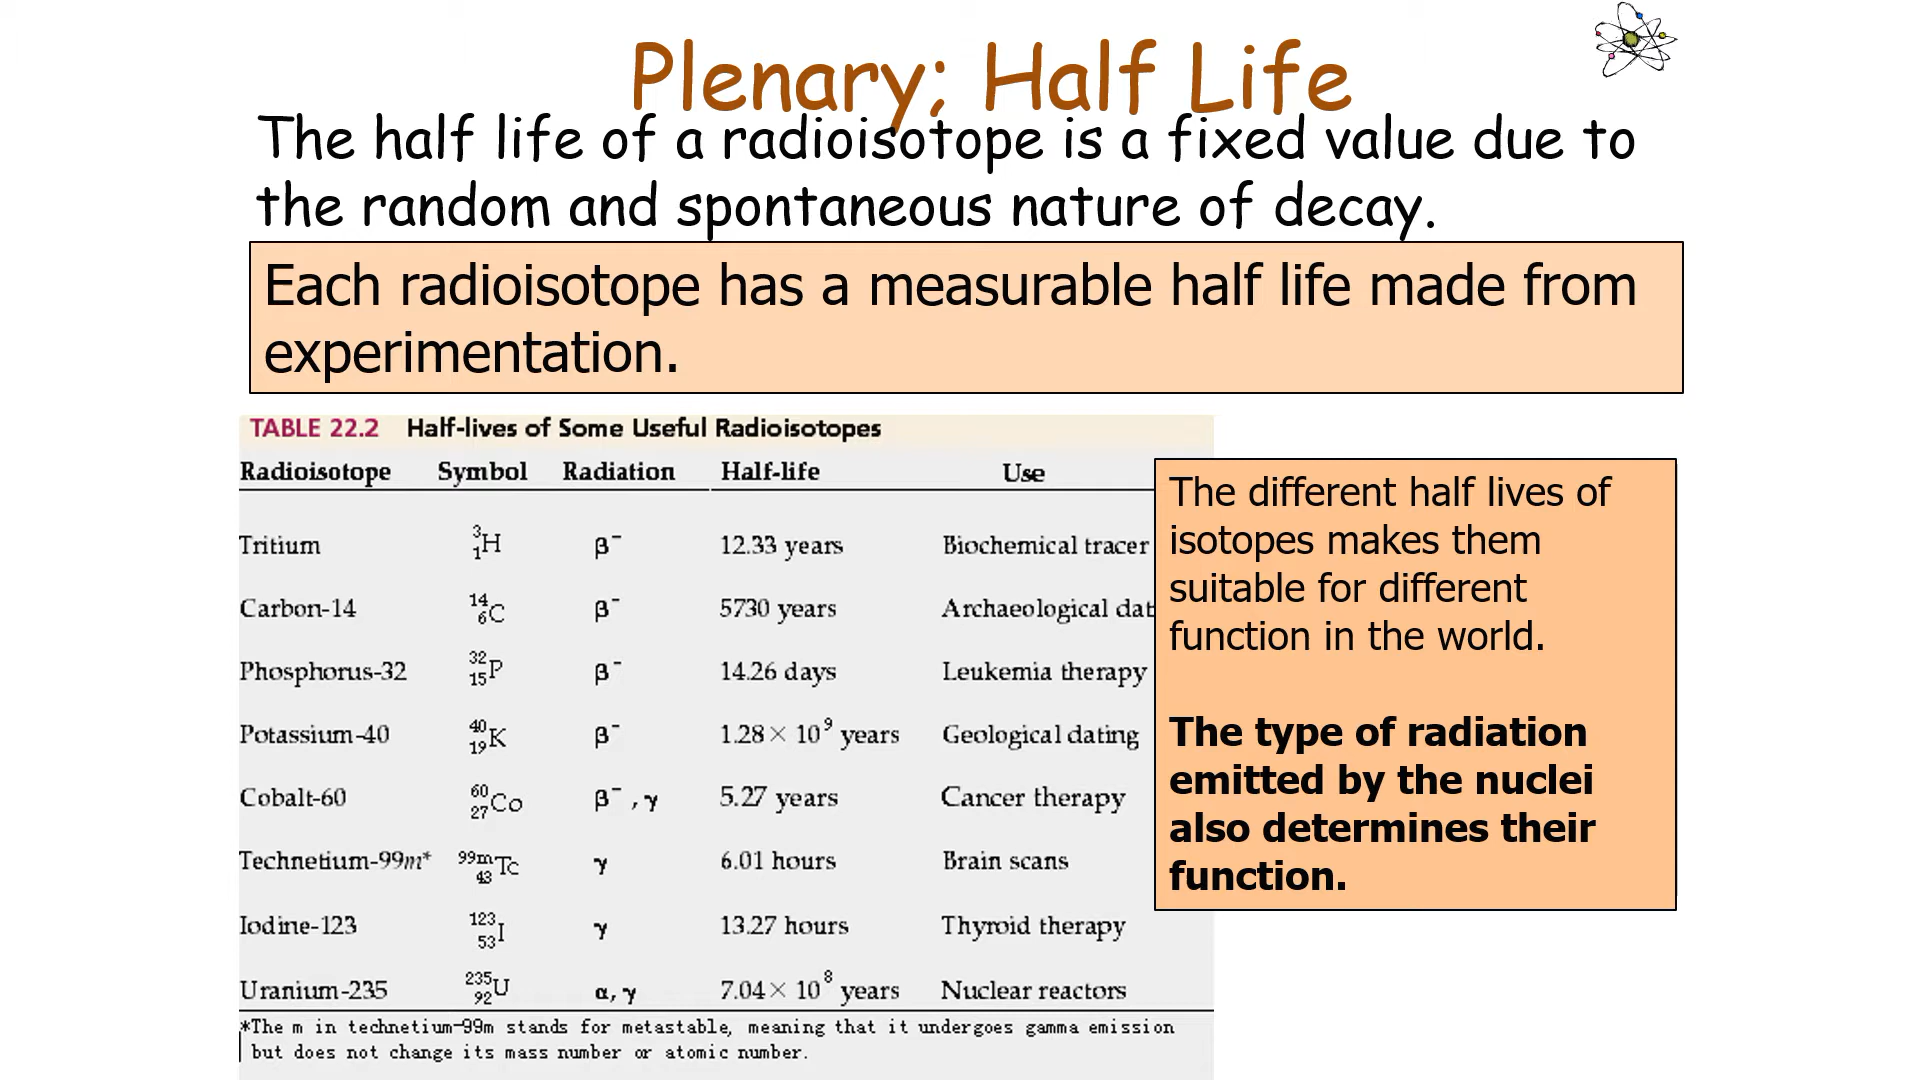 Plenary; Half Life
The half life of a radioisotope is a fixed value due to
the random and spontaneous nature of decay.
Each radioisotope has a measurable half life made from
experimentation.
TABLE 22.2 Half-lives of Some Useful Radioisotopes
Radioisotope Symbol Radiation Half-life Use
Tritium ³₁H β⁻ 12.33 years Biochemical tracer
Carbon-14 ¹⁴₆C β⁻ 5730 years Archaeological dat
Phosphorus-32 ³²₁₅P β⁻ 14.26 days Leukemia therapy
Potassium-40 ⁴⁰₁₉K β⁻ 1.28 × 10⁹ years Geological dating
Cobalt-60 ⁶⁰₂₇Co β⁻, γ 5.27 years Cancer therapy
Technetium-99m* ⁹⁹ᵐ₄₃Tc γ 6.01 hours Brain scans
Iodine-123 ¹²³₅₃I γ 13.27 hours Thyroid therapy
Uranium-235 ²³⁵₉₂U α, γ 7.04 × 10⁸ years Nuclear reactors
*The m in technetium-99m stands for metastable, meaning that it undergoes gamma emission
but does not change its mass number or atomic number.
The different half lives of
isotopes makes them
suitable for different
function in the world.
The type of radiation
emitted by the nuclei
also determines their
function.